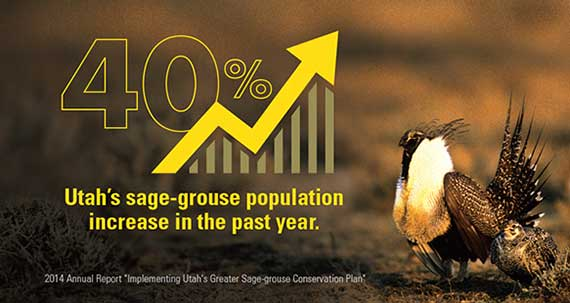 40%
Utah's sage-grouse population
increase in the past year.
2014 Annual Report "Implementing Utah's Greater Sage-grouse Conservation Plan"